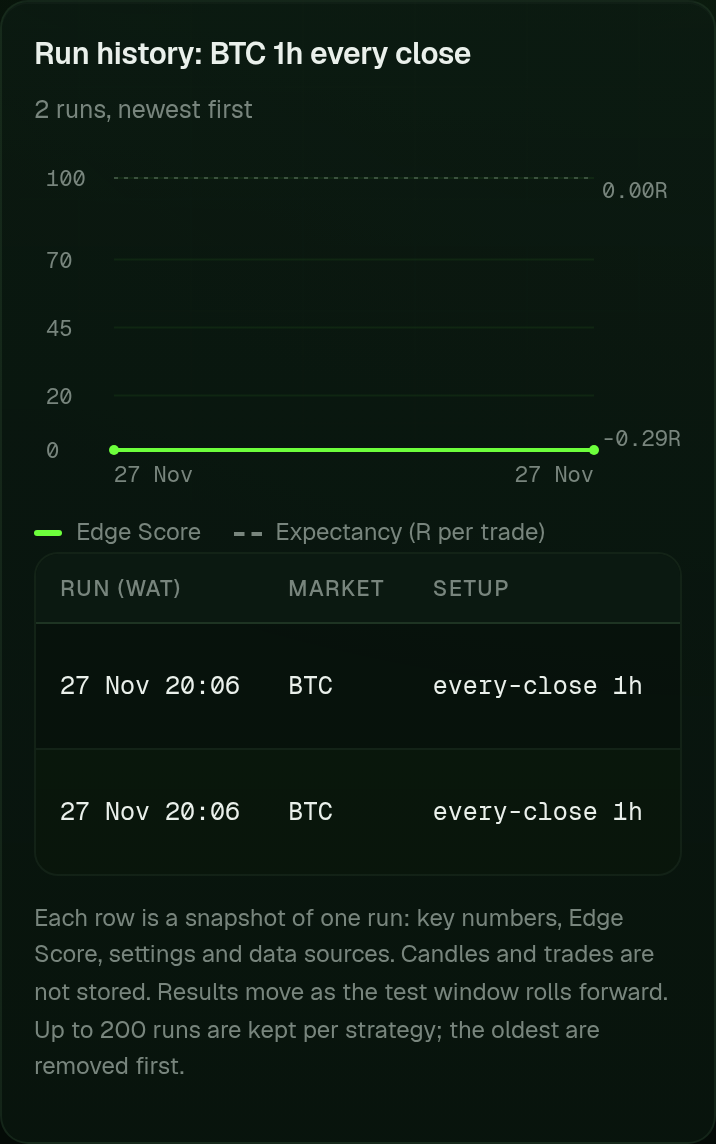 Run history: BTC 1h every close
2 runs, newest first
100
0.00R
70
45
20
0
-0.29R
27 Nov
27 Nov
Edge Score
Expectancy (R per trade)
RUN (WAT) MARKET SETUP
27 Nov 20:06 BTC every-close 1h
27 Nov 20:06 BTC every-close 1h
Each row is a snapshot of one run: key numbers, Edge
Score, settings and data sources. Candles and trades are
not stored. Results move as the test window rolls forward.
Up to 200 runs are kept per strategy; the oldest are
removed first.